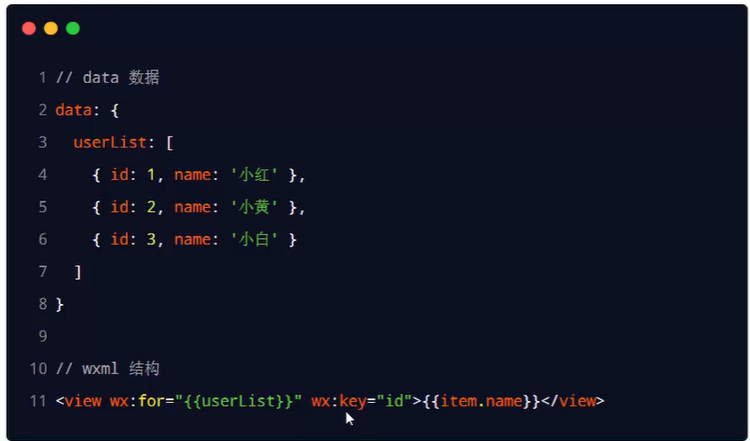 1 // data 数据
2 data: {
3   userList: [
4     { id: 1, name: '小红' },
5     { id: 2, name: '小黄' },
6     { id: 3, name: '小白' }
7   ]
8 }
9
10 // wxml 结构
11 <view wx:for="{{userList}}" wx:key="id">{{item.name}}</view>